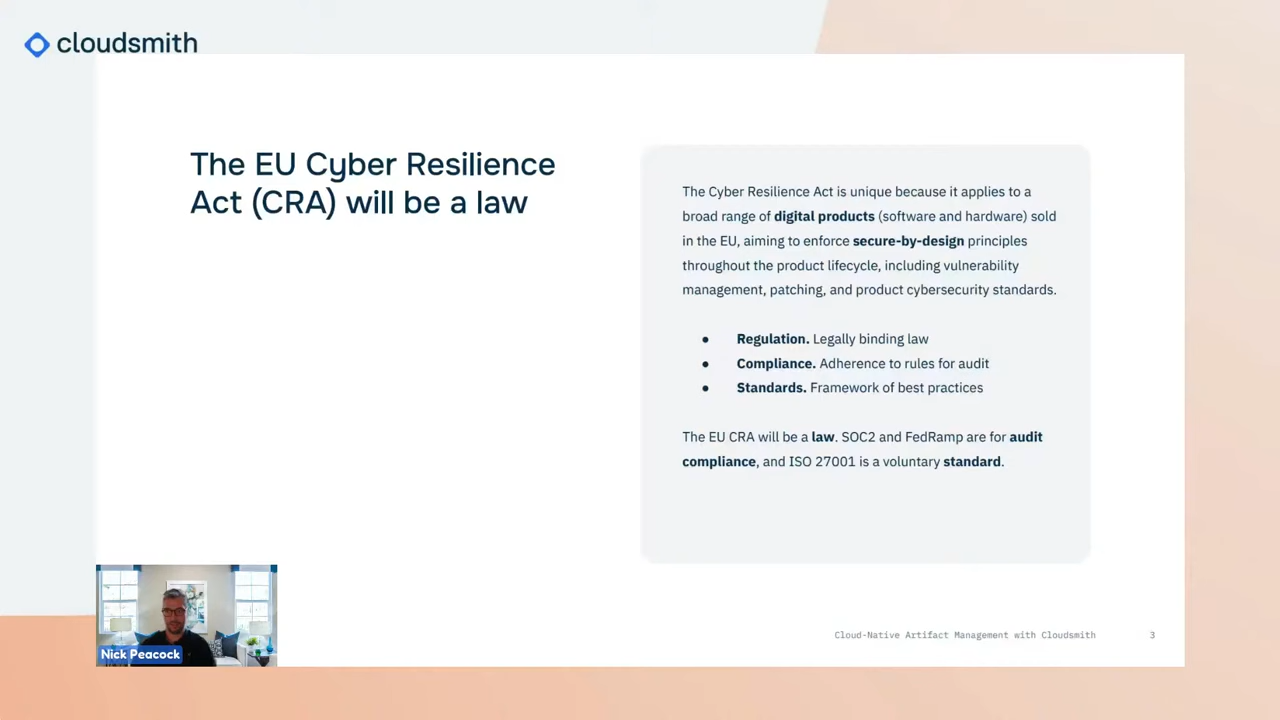 cloudsmith
The EU Cyber Resilience
Act (CRA) will be a law
The Cyber Resilience Act is unique because it applies to a
broad range of digital products (software and hardware) sold
in the EU, aiming to enforce secure-by-design principles
throughout the product lifecycle, including vulnerability
management, patching, and product cybersecurity standards.
● Regulation. Legally binding law
● Compliance. Adherence to rules for audit
● Standards. Framework of best practices
The EU CRA will be a law. SOC2 and FedRamp are for audit
compliance, and ISO 27001 is a voluntary standard.
Nick Peacock
Cloud-Native Artifact Management with Cloudsmith 3